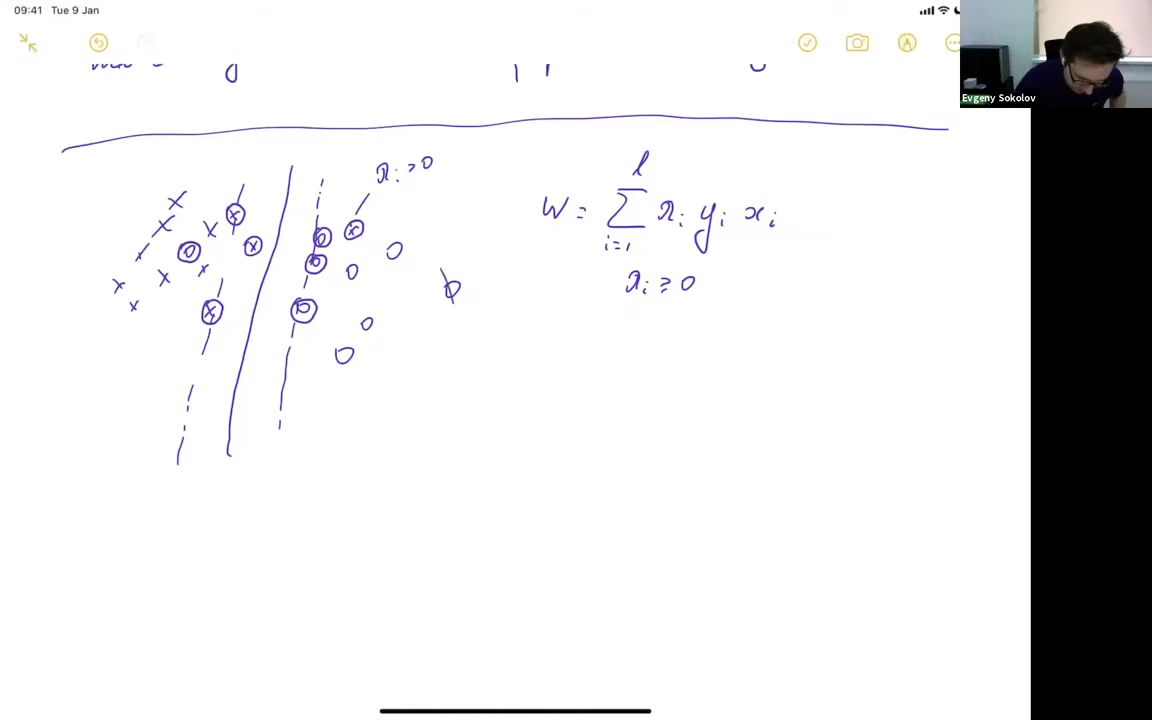 09:41 Tue 9 Jan
Evgeny Sokolov
λi > 0
w = ∑ λi yi xi
l
i=1
λi ≥ 0